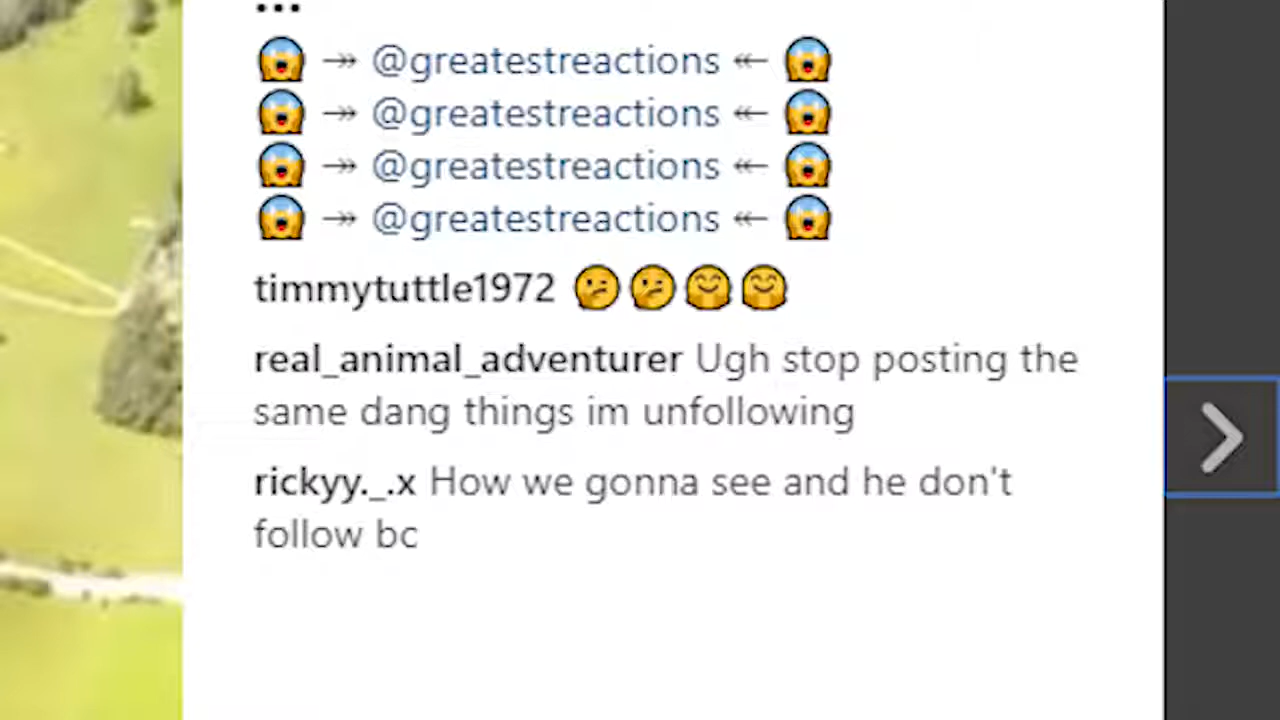 ...
😱 ↠ @greatestreactions ↞ 😱
😱 ↠ @greatestreactions ↞ 😱
😱 ↠ @greatestreactions ↞ 😱
😱 ↠ @greatestreactions ↞ 😱
timmytuttle1972 🤔🤔🤗🤗
real_animal_adventurer Ugh stop posting the
same dang things im unfollowing
rickyy._.x How we gonna see and he don't
follow bc